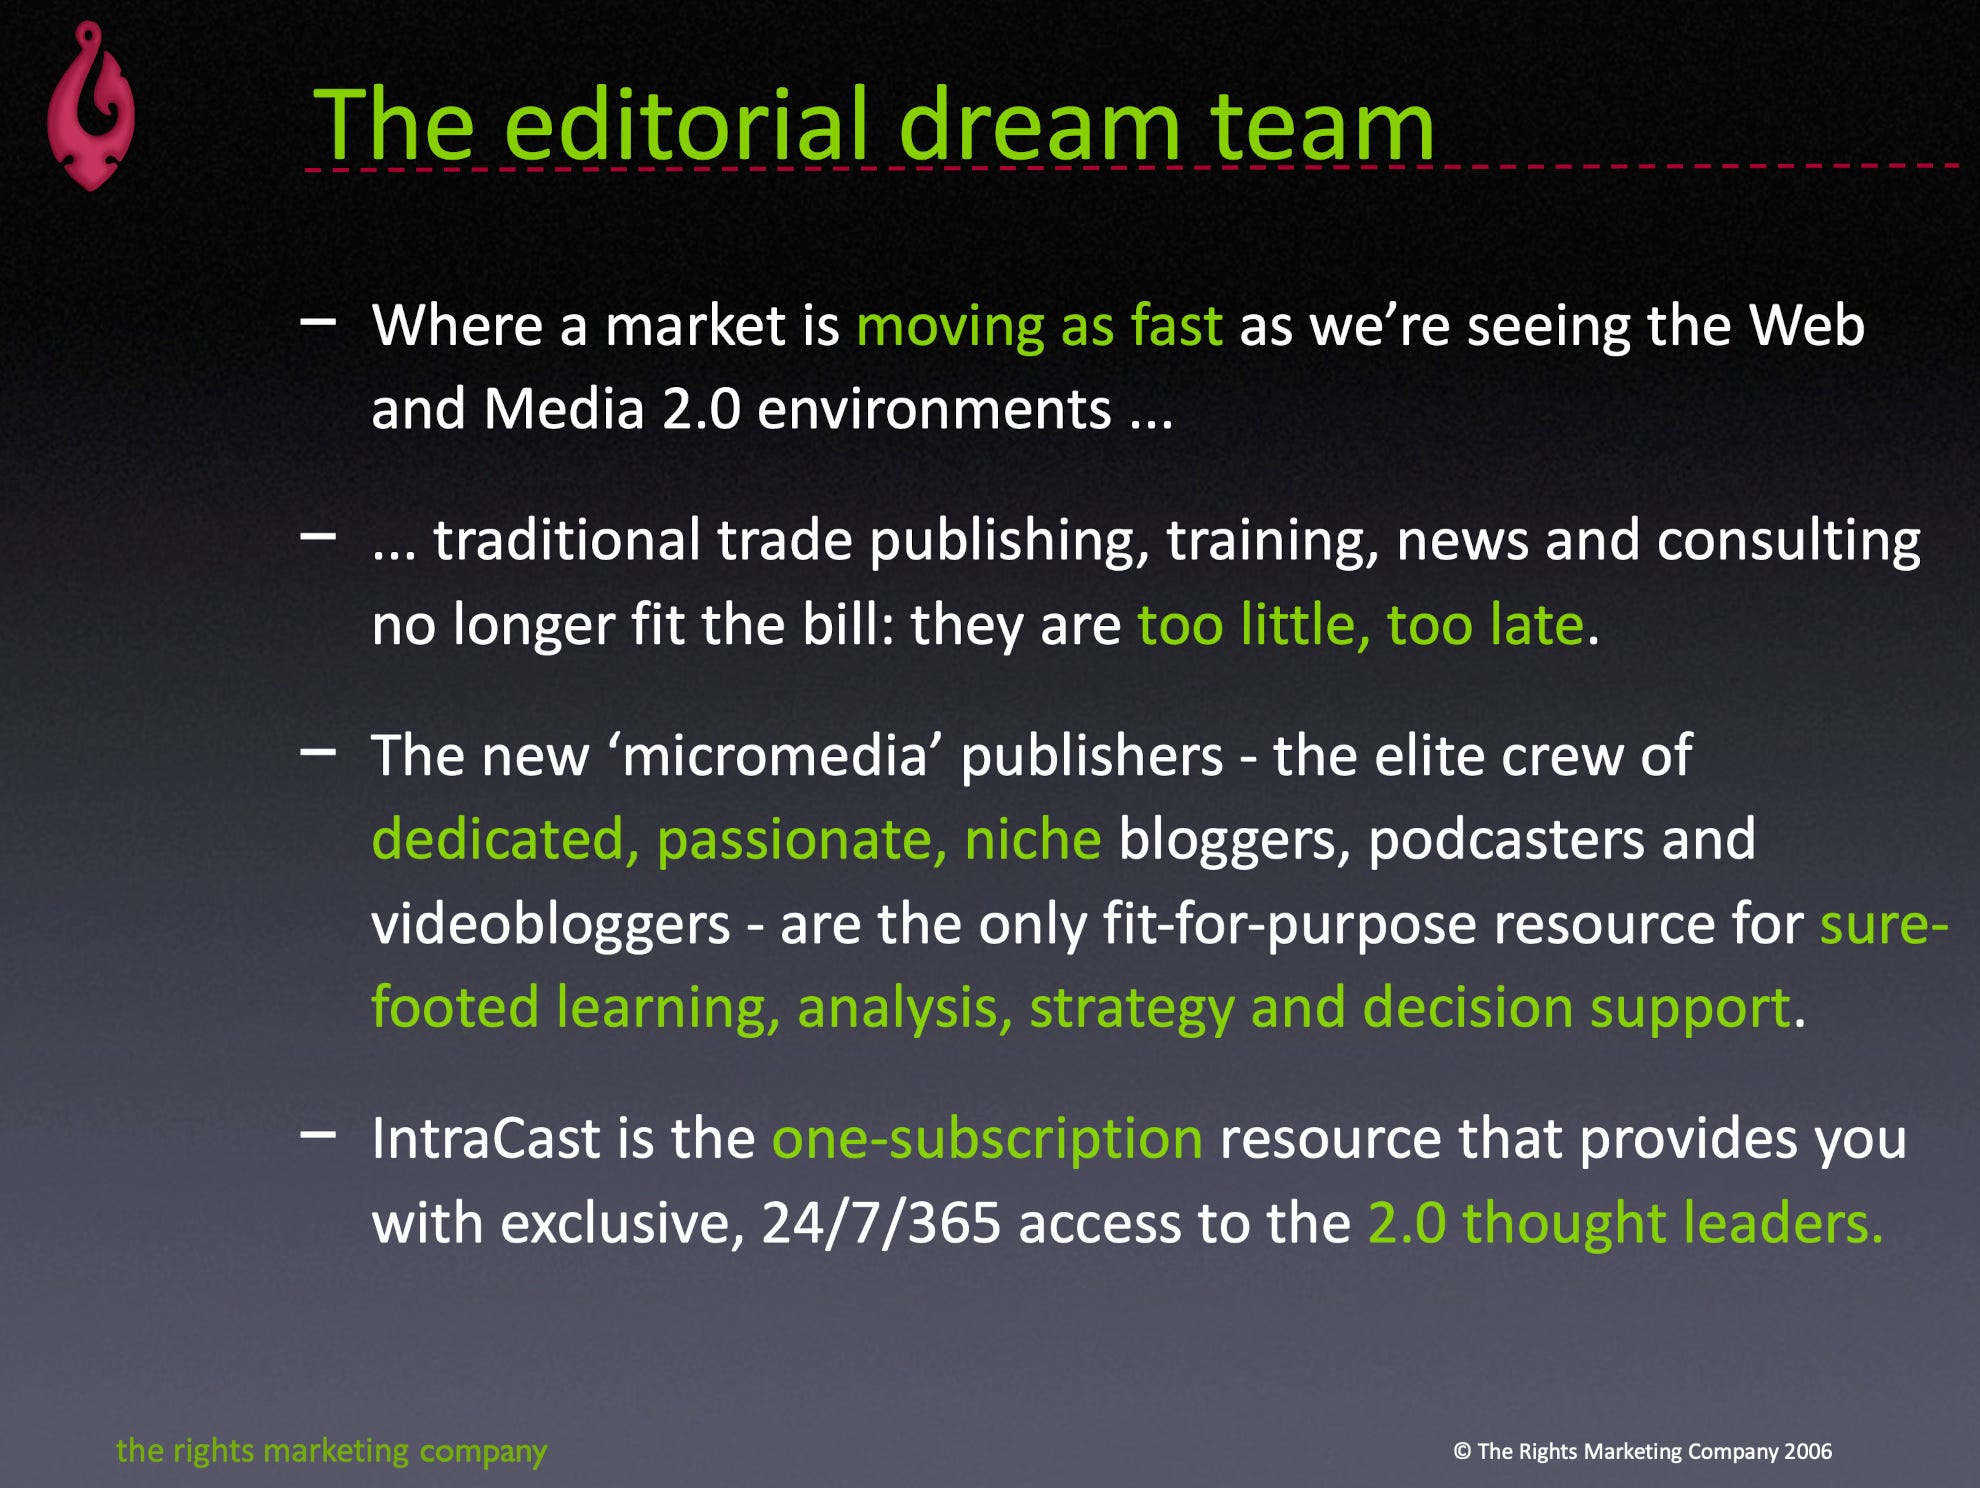 The editorial dream team
– Where a market is moving as fast as we’re seeing the Web
and Media 2.0 environments ...
– ... traditional trade publishing, training, news and consulting
no longer fit the bill: they are too little, too late.
– The new ‘micromedia’ publishers - the elite crew of
dedicated, passionate, niche bloggers, podcasters and
videobloggers - are the only fit-for-purpose resource for sure-
footed learning, analysis, strategy and decision support.
– IntraCast is the one-subscription resource that provides you
with exclusive, 24/7/365 access to the 2.0 thought leaders.
the rights marketing company
© The Rights Marketing Company 2006